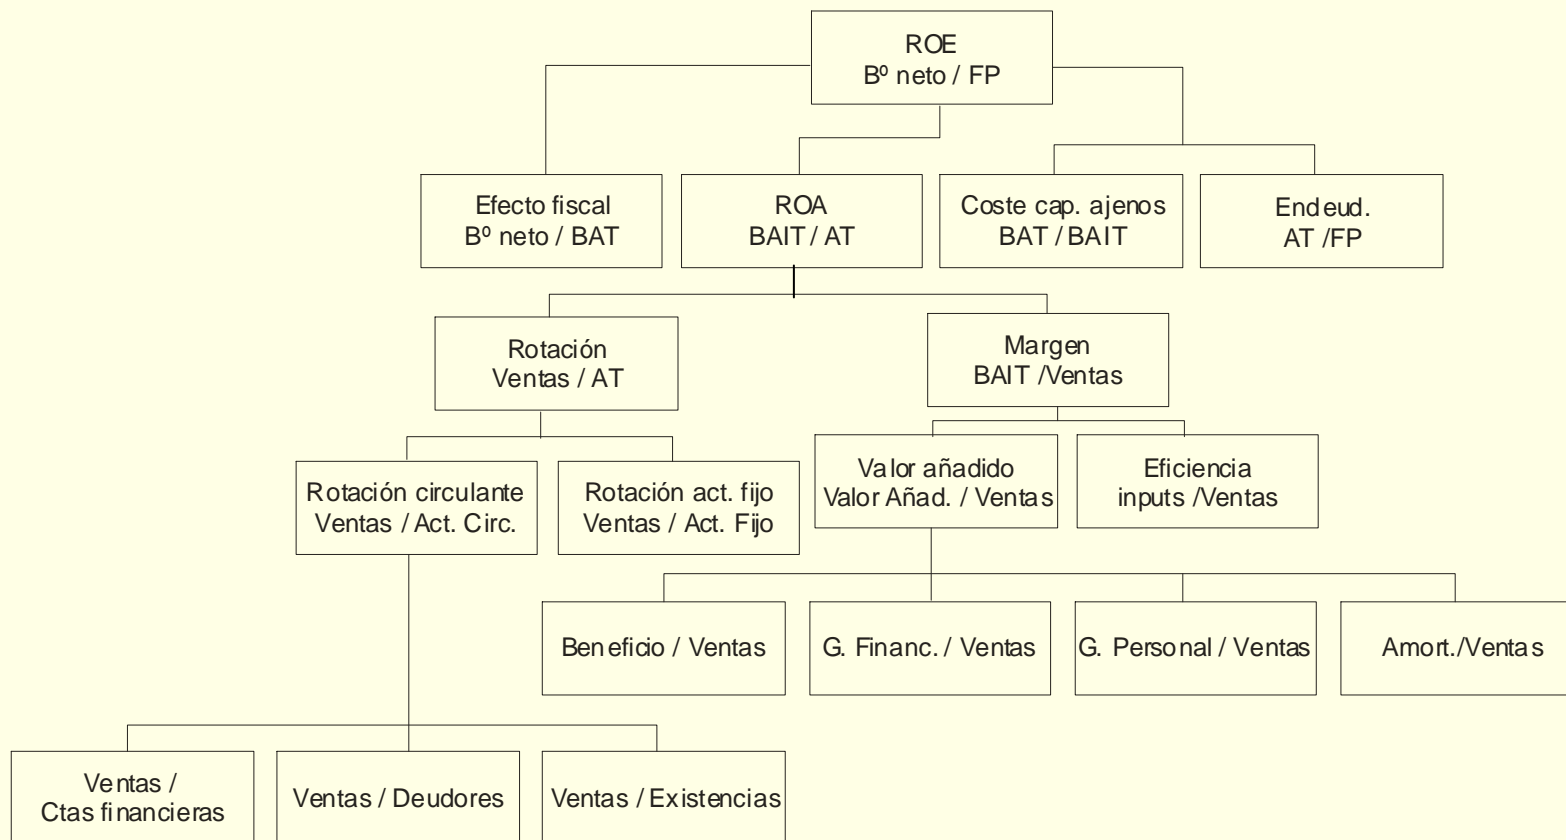 ROE
Bº neto / FP
Efecto fiscal
Bº neto / BAT
ROA
BAIT / AT
Coste cap. ajenos
BAT / BAIT
Endeud.
AT /FP
Rotación
Ventas / AT
Margen
BAIT /Ventas
Rotación circulante
Ventas / Act. Circ.
Rotación act. fijo
Ventas / Act. Fijo
Valor añadido
Valor Añad. / Ventas
Eficiencia
inputs /Ventas
Beneficio / Ventas
G. Financ. / Ventas
G. Personal / Ventas
Amort./Ventas
Ventas /
Ctas financieras
Ventas / Deudores
Ventas / Existencias